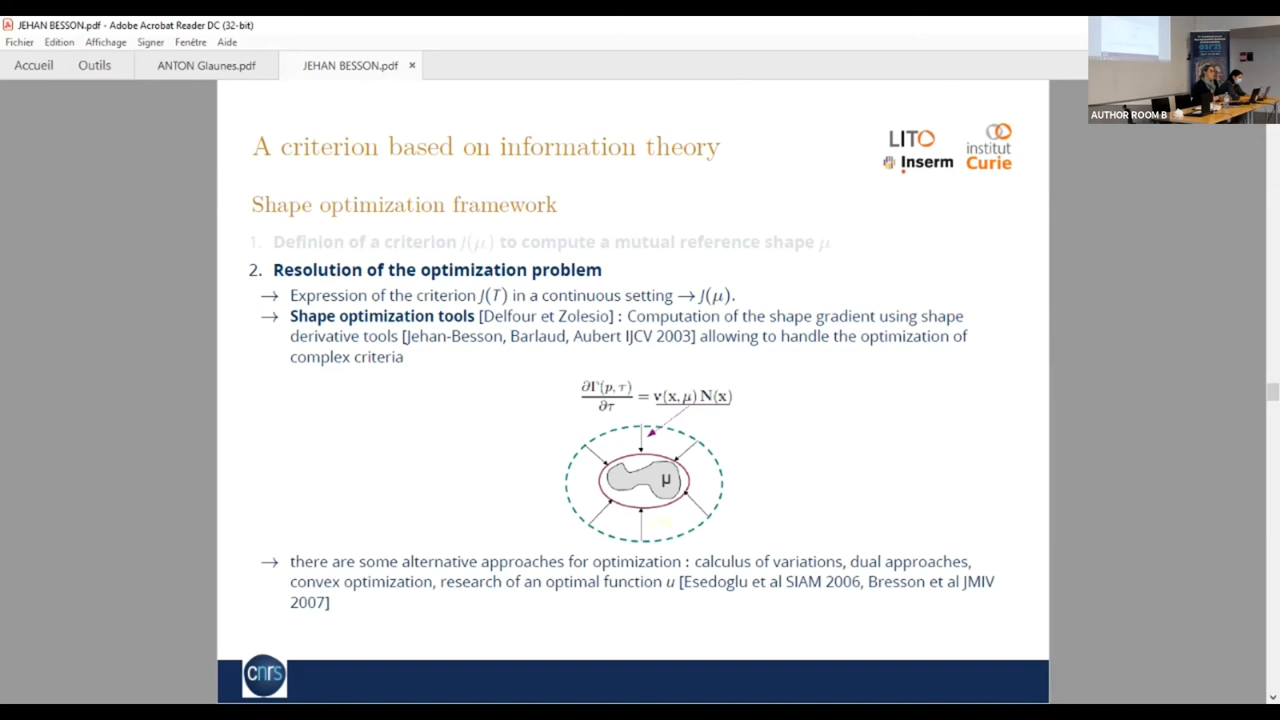 JEHAN BESSON.pdf - Adobe Acrobat Reader DC (32-bit)
Fichier Edition Affichage Signer Fenêtre Aide
Accueil Outils ANTON Glaunes.pdf JEHAN BESSON.pdf ×
AUTHOR ROOM B
A criterion based on information theory
LITO
Inserm
institut
Curie
Shape optimization framework
1. Definion of a criterion J(μ) to compute a mutual reference shape μ
2. Resolution of the optimization problem
→ Expression of the criterion J(T) in a continuous setting → J(μ).
→ Shape optimization tools [Delfour et Zolesio] : Computation of the shape gradient using shape
derivative tools [Jehan-Besson, Barlaud, Aubert IJCV 2003] allowing to handle the optimization of
complex criteria
∂Γ(p, τ)
∂τ
= v(x, μ) N(x)
μ
→ there are some alternative approaches for optimization : calculus of variations, dual approaches,
convex optimization, research of an optimal function u [Esedoglu et al SIAM 2006, Bresson et al JMIV
2007]
cnrs